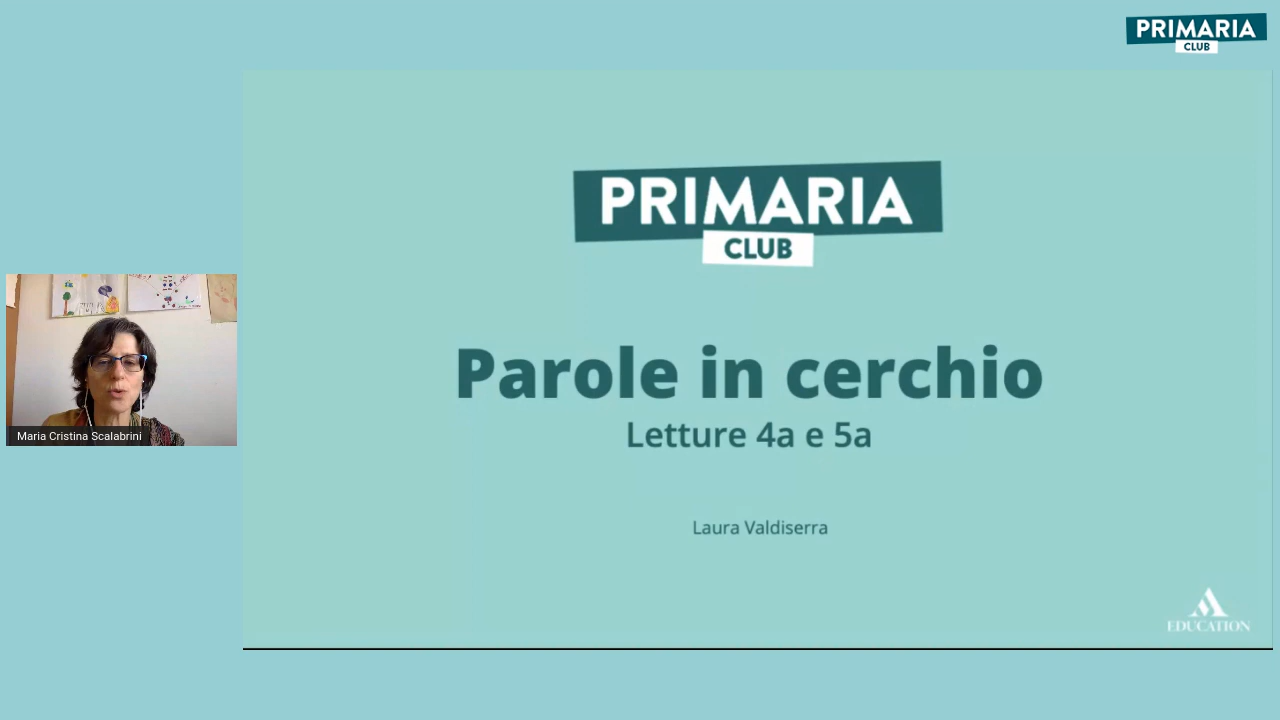 PRIMARIA
CLUB
PRIMARIA
CLUB
Parole in cerchio
Letture 4a e 5a
Laura Valdiserra
Maria Cristina Scalabrini
EDUCATION